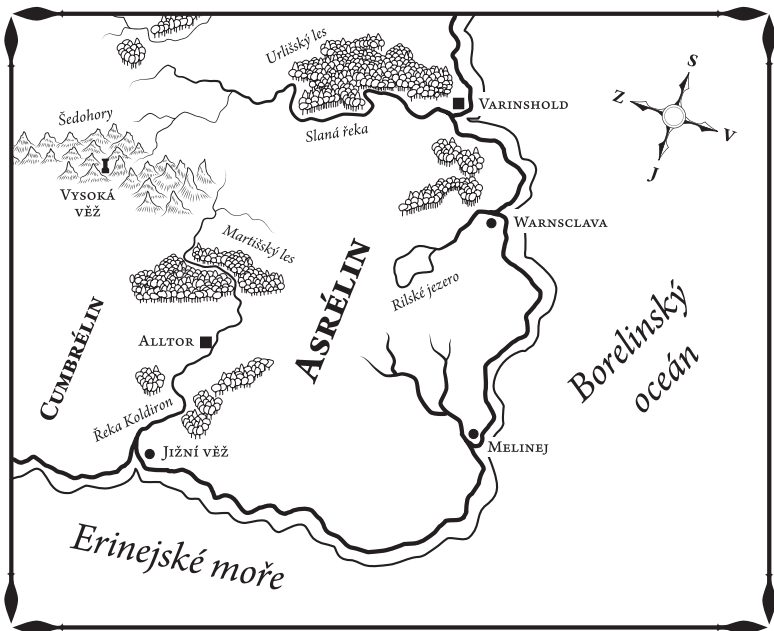 Urlišský les
S
Z
V
J
Varinshold
Slaná řeka
Šedohory
Vysoká
věž
Warnsclava
Martišský les
Asrélin
Rilské jezero
Borelinský
oceán
Cumbrélin
Alltor
Řeka Koldiron
Jižní věž
Melinej
Erinejské moře